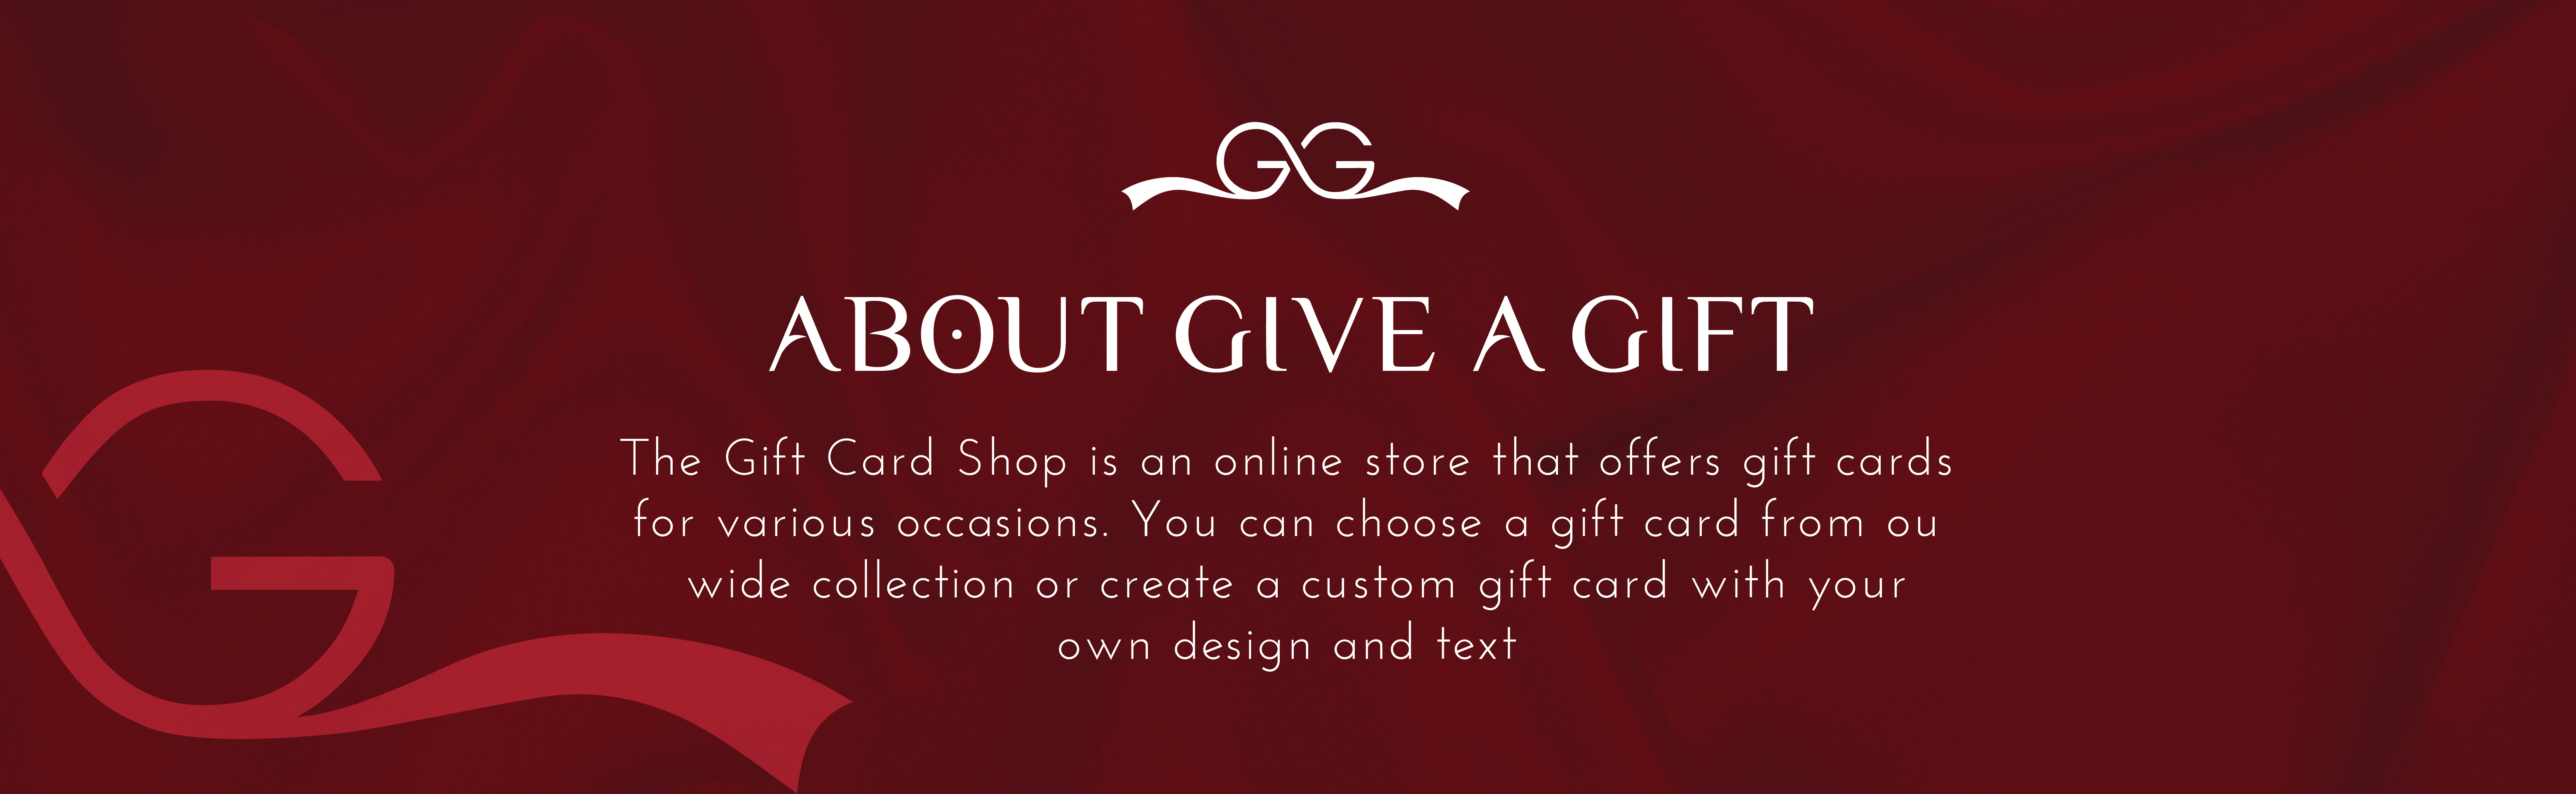 GG
ABOUT GIVE A GIFT
The Gift Card Shop is an online store that offers gift cards
for various occasions. You can choose a gift card from ou
wide collection or create a custom gift card with your
own design and text
G